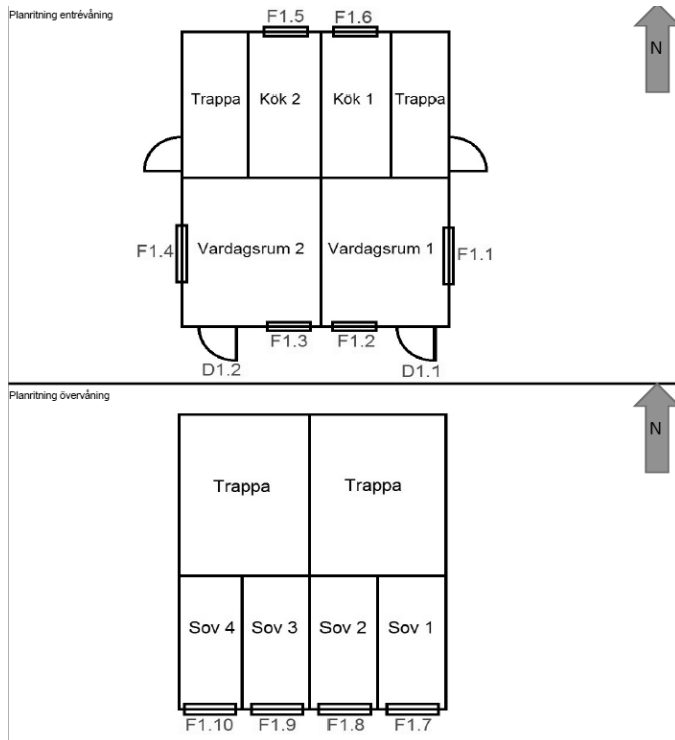 Planritning entrévåning
F1.5 F1.6
N
Trappa Kök 2 Kök 1 Trappa
F1.4 Vardagsrum 2 Vardagsrum 1 F1.1
F1.3 F1.2
D1.2 D1.1
Planritning övervåning
N
Trappa Trappa
Sov 4 Sov 3 Sov 2 Sov 1
F1.10 F1.9 F1.8 F1.7